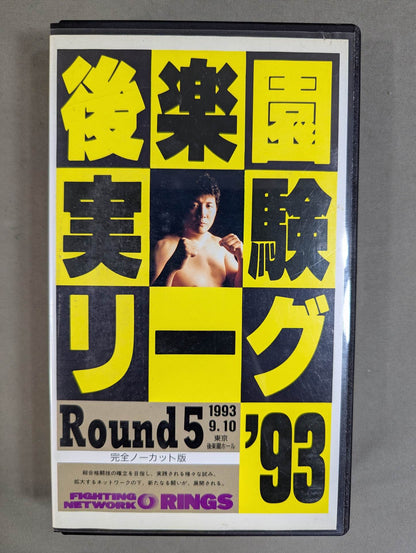 後楽園
実験
リーグ
'93
Round 5
1993
9.10
東京
後楽園ホール
完全ノーカット版
総合格闘技の確立を目指し、実践される様々な試み。
拡大するネットワークの下、新たなる闘いが、展開される。
FIGHTING
NETWORK RINGS